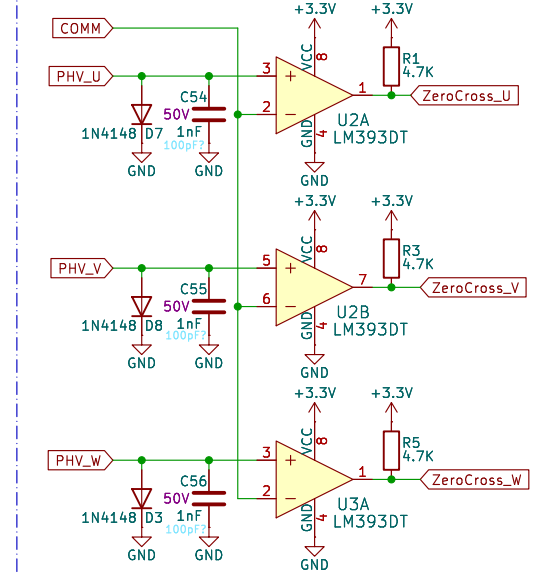 +3.3V +3.3V
COMM
VCC 8
R1
4.7K
PHV_U 3 +
C54 1 ZeroCross_U
50V 2 −
1nF
1N4148 D7
100pF?
GND 4
U2A
LM393DT
GND GND
GND
+3.3V +3.3V
VCC 8
R3
4.7K
PHV_V 5 +
C55 7 ZeroCross_V
50V 6 −
1nF
1N4148 D8
100pF?
GND 4
U2B
LM393DT
GND GND
GND
+3.3V +3.3V
VCC 8
R5
4.7K
PHV_W 3 +
C56 1 ZeroCross_W
50V 2 −
1nF
1N4148 D3
100pF?
GND 4
U3A
LM393DT
GND GND
GND